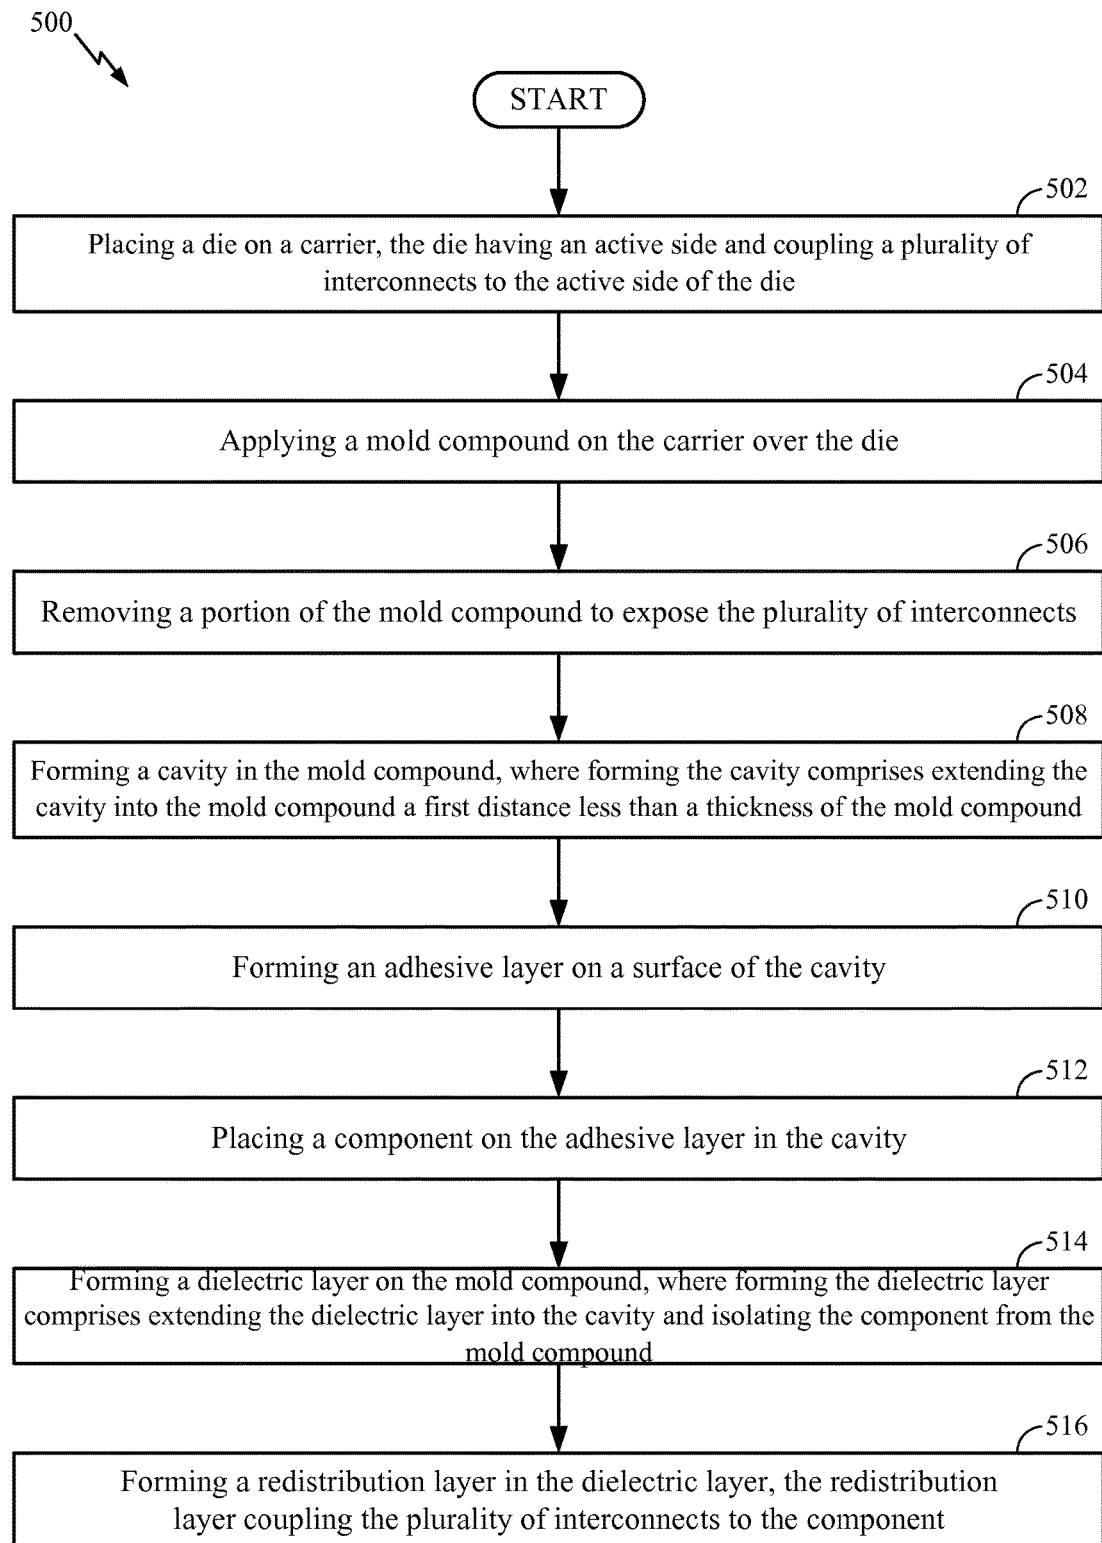 500
START
502
Placing a die on a carrier, the die having an active side and coupling a plurality of
interconnects to the active side of the die
504
Applying a mold compound on the carrier over the die
506
Removing a portion of the mold compound to expose the plurality of interconnects
508
Forming a cavity in the mold compound, where forming the cavity comprises extending the
cavity into the mold compound a first distance less than a thickness of the mold compound
510
Forming an adhesive layer on a surface of the cavity
512
Placing a component on the adhesive layer in the cavity
514
Forming a dielectric layer on the mold compound, where forming the dielectric layer
comprises extending the dielectric layer into the cavity and isolating the component from the
mold compound
516
Forming a redistribution layer in the dielectric layer, the redistribution
layer coupling the plurality of interconnects to the component